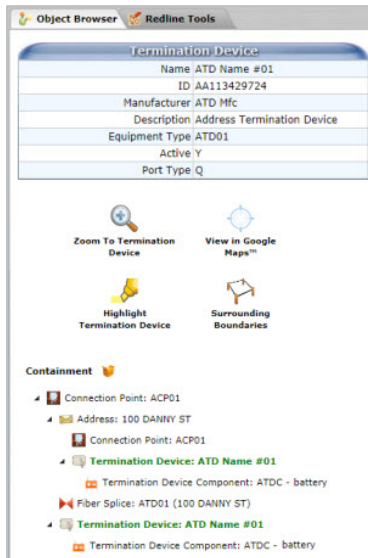 Object Browser Redline Tools
Termination Device
Name ATD Name #01
ID AA113429724
Manufacturer ATD Mfc
Description Address Termination Device
Equipment Type ATD01
Active Y
Port Type Q
Zoom To Termination
Device
View in Google
Maps™
Highlight
Termination Device
Surrounding
Boundaries
Containment
Connection Point: ACP01
Address: 100 DANNY ST
Connection Point: ACP01
Termination Device: ATD Name #01
Termination Device Component: ATDC - battery
Fiber Splice: ATD01 (100 DANNY ST)
Termination Device: ATD Name #01
Termination Device Component: ATDC - battery